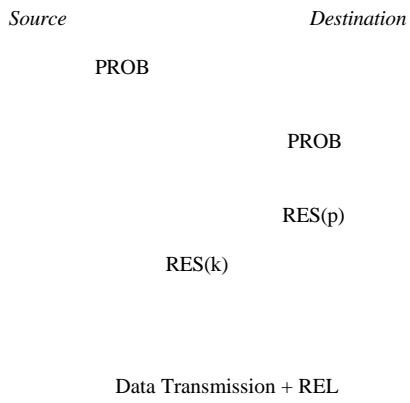 Source Destination
PROB
PROB
RES(p)
RES(k)
Data Transmission + REL